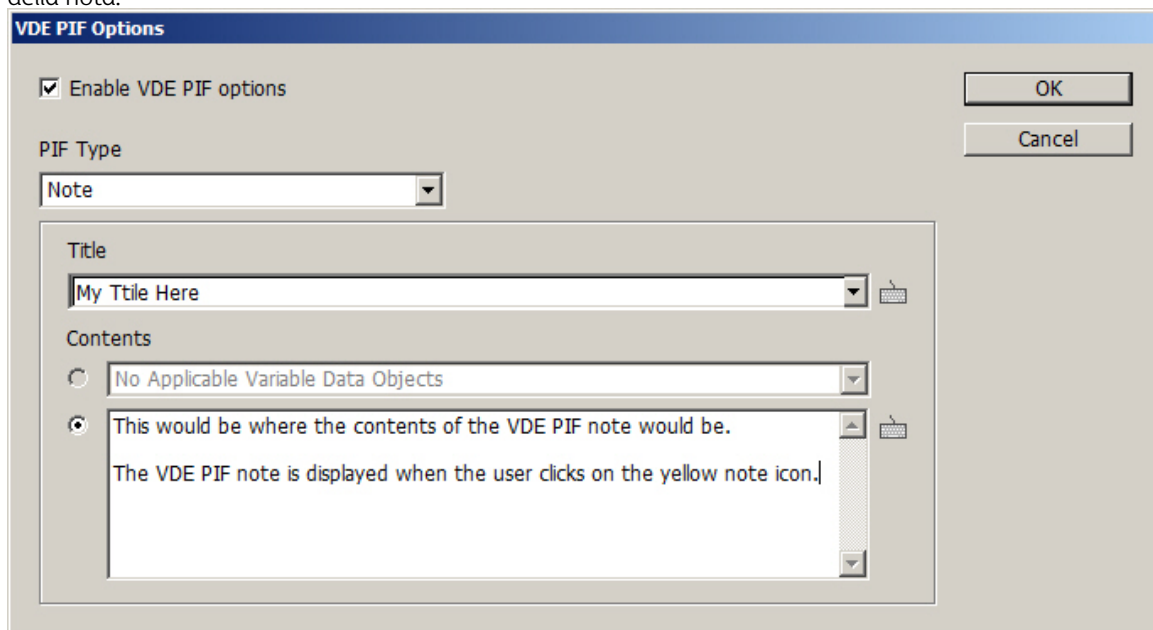 della nota.
VDE PIF Options
Enable VDE PIF options
OK
Cancel
PIF Type
Note
Title
My Ttile Here
Contents
No Applicable Variable Data Objects
This would be where the contents of the VDE PIF note would be.
The VDE PIF note is displayed when the user clicks on the yellow note icon.